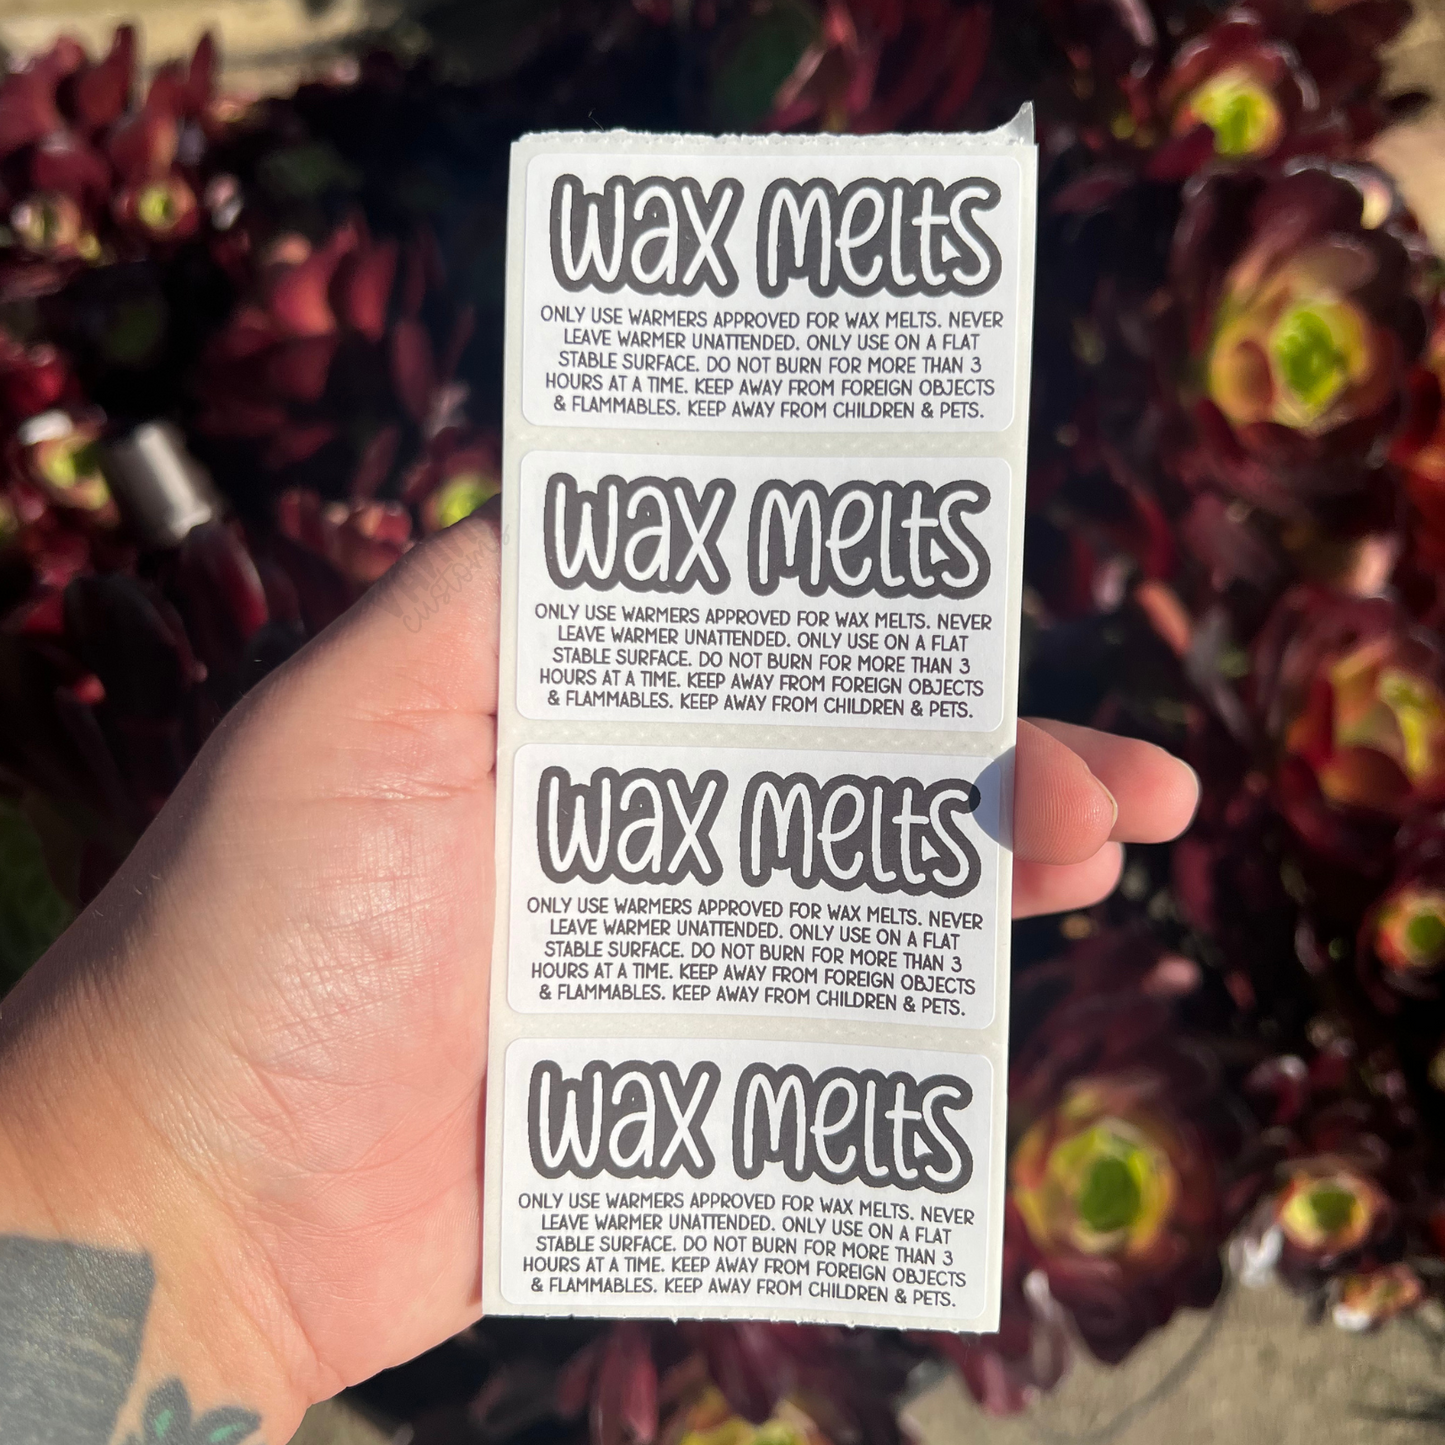 wax melts
ONLY USE WARMERS APPROVED FOR WAX MELTS. NEVER
LEAVE WARMER UNATTENDED. ONLY USE ON A FLAT
STABLE SURFACE. DO NOT BURN FOR MORE THAN 3
HOURS AT A TIME. KEEP AWAY FROM FOREIGN OBJECTS
& FLAMMABLES. KEEP AWAY FROM CHILDREN & PETS.
wax melts
ONLY USE WARMERS APPROVED FOR WAX MELTS. NEVER
LEAVE WARMER UNATTENDED. ONLY USE ON A FLAT
STABLE SURFACE. DO NOT BURN FOR MORE THAN 3
HOURS AT A TIME. KEEP AWAY FROM FOREIGN OBJECTS
& FLAMMABLES. KEEP AWAY FROM CHILDREN & PETS.
wax melts
ONLY USE WARMERS APPROVED FOR WAX MELTS. NEVER
LEAVE WARMER UNATTENDED. ONLY USE ON A FLAT
STABLE SURFACE. DO NOT BURN FOR MORE THAN 3
HOURS AT A TIME. KEEP AWAY FROM FOREIGN OBJECTS
& FLAMMABLES. KEEP AWAY FROM CHILDREN & PETS.
wax melts
ONLY USE WARMERS APPROVED FOR WAX MELTS. NEVER
LEAVE WARMER UNATTENDED. ONLY USE ON A FLAT
STABLE SURFACE. DO NOT BURN FOR MORE THAN 3
HOURS AT A TIME. KEEP AWAY FROM FOREIGN OBJECTS
& FLAMMABLES. KEEP AWAY FROM CHILDREN & PETS.